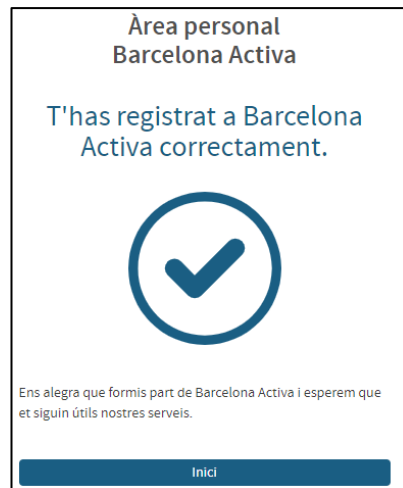 Àrea personal
Barcelona Activa
T'has registrat a Barcelona
Activa correctament.
Ens alegra que formis part de Barcelona Activa i esperem que
et siguin útils nostres serveis.
Inici